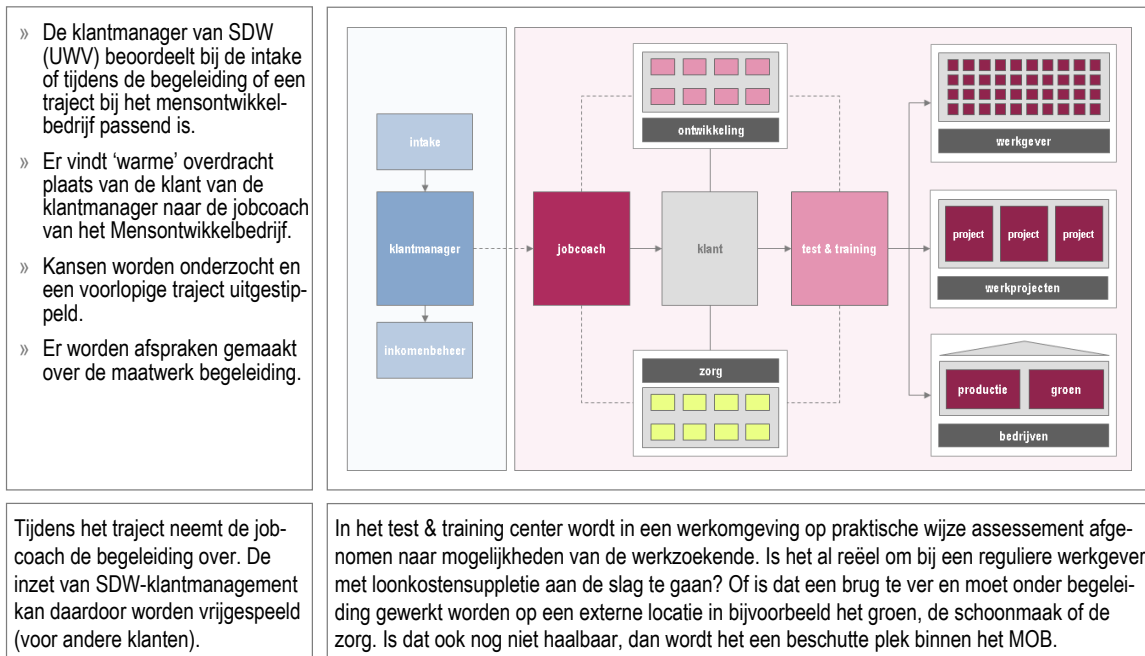 » De klantmanager van SDW
(UWV) beoordeelt bij de intake
of tijdens de begeleiding of een
traject bij het mensontwikkel-
bedrijf passend is.
» Er vindt ‘warme’ overdracht
plaats van de klant van de
klantmanager naar de jobcoach
van het Mensontwikkelbedrijf.
» Kansen worden onderzocht en
een voorlopige traject uitgestip-
peld.
» Er worden afspraken gemaakt
over de maatwerk begeleiding.
intake
klantmanager
inkomenbeheer
ontwikkeling
jobcoach
klant
test & training
zorg
werkgever
project
project
project
werkprojecten
productie
groen
bedrijven
Tijdens het traject neemt de job-
coach de begeleiding over. De
inzet van SDW-klantmanagement
kan daardoor worden vrijgespeeld
(voor andere klanten).
In het test & training center wordt in een werkomgeving op praktische wijze assessement afge-
nomen naar mogelijkheden van de werkzoekende. Is het al reëel om bij een reguliere werkgever
met loonkostensuppletie aan de slag te gaan? Of is dat een brug te ver en moet onder begelei-
ding gewerkt worden op een externe locatie in bijvoorbeeld het groen, de schoonmaak of de
zorg. Is dat ook nog niet haalbaar, dan wordt het een beschutte plek binnen het MOB.